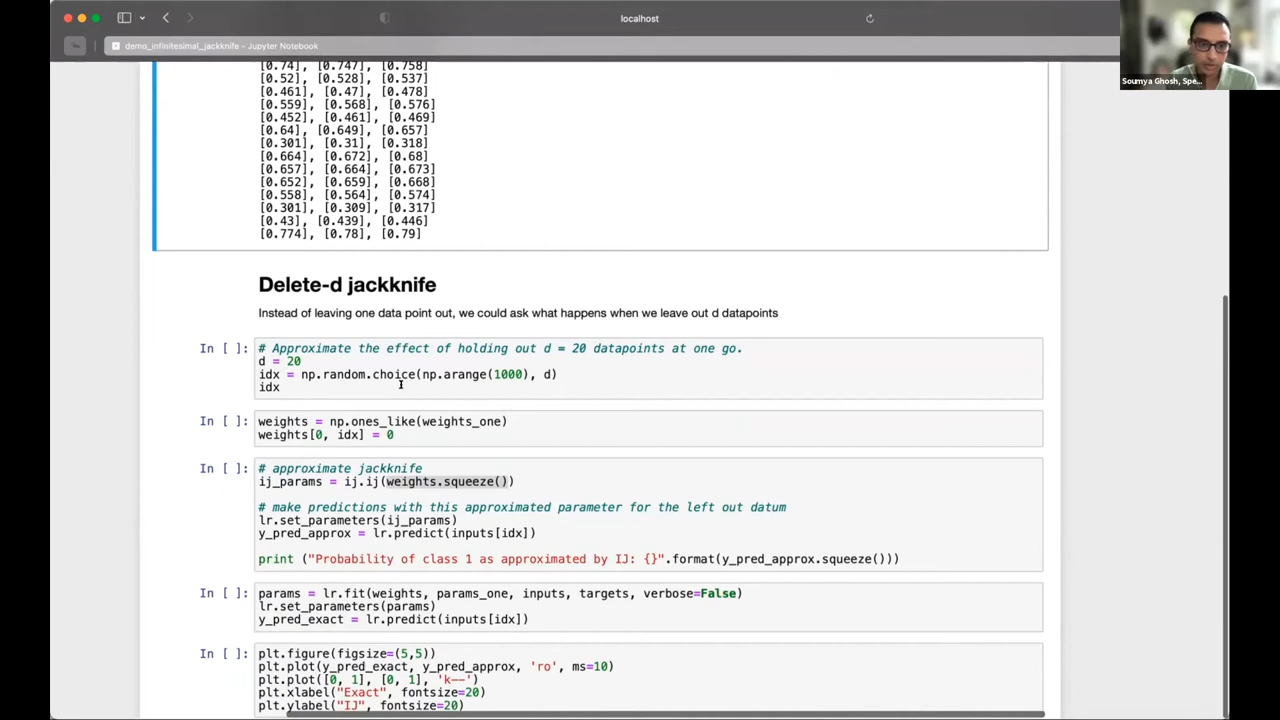 localhost
demo_infinitesimal_jackknife - Jupyter Notebook
Soumya Ghosh, Spe...
[0.74], [0.747], [0.758]
[0.52], [0.528], [0.537]
[0.461], [0.47], [0.478]
[0.559], [0.568], [0.576]
[0.452], [0.461], [0.469]
[0.64], [0.649], [0.657]
[0.301], [0.31], [0.318]
[0.664], [0.672], [0.68]
[0.657], [0.664], [0.673]
[0.652], [0.659], [0.668]
[0.558], [0.564], [0.574]
[0.301], [0.309], [0.317]
[0.43], [0.439], [0.446]
[0.774], [0.78], [0.79]
Delete-d jackknife
Instead of leaving one data point out, we could ask what happens when we leave out d datapoints
In [ ]: # Approximate the effect of holding out d = 20 datapoints at one go.
d = 20
idx = np.random.choice(np.arange(1000), d)
idx
In [ ]: weights = np.ones_like(weights_one)
weights[0, idx] = 0
In [ ]: # approximate jackknife
ij_params = ij.ij(weights.squeeze())
# make predictions with this approximated parameter for the left out datum
lr.set_parameters(ij_params)
y_pred_approx = lr.predict(inputs[idx])
print ("Probability of class 1 as approximated by IJ: {}".format(y_pred_approx.squeeze()))
In [ ]: params = lr.fit(weights, params_one, inputs, targets, verbose=False)
lr.set_parameters(params)
y_pred_exact = lr.predict(inputs[idx])
In [ ]: plt.figure(figsize=(5,5))
plt.plot(y_pred_exact, y_pred_approx, 'ro', ms=10)
plt.plot([0, 1], [0, 1], 'k--')
plt.xlabel("Exact", fontsize=20)
plt.ylabel("IJ", fontsize=20)